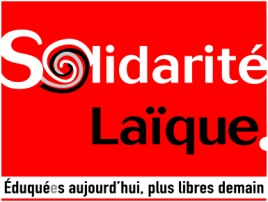 Solidarité
Laïque.
Éduquées aujourd'hui, plus libres demain